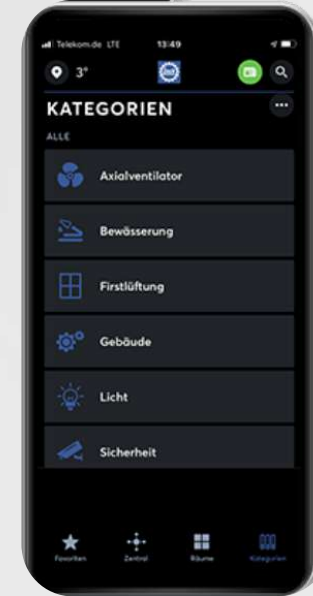 Telekom.de LTE 13:49
3°
KATEGORIEN
ALLE
Axialventilator
Bewässerung
Firstlüftung
Gebäude
Licht
Sicherheit
Favoriten Zentral Räume Kategorien